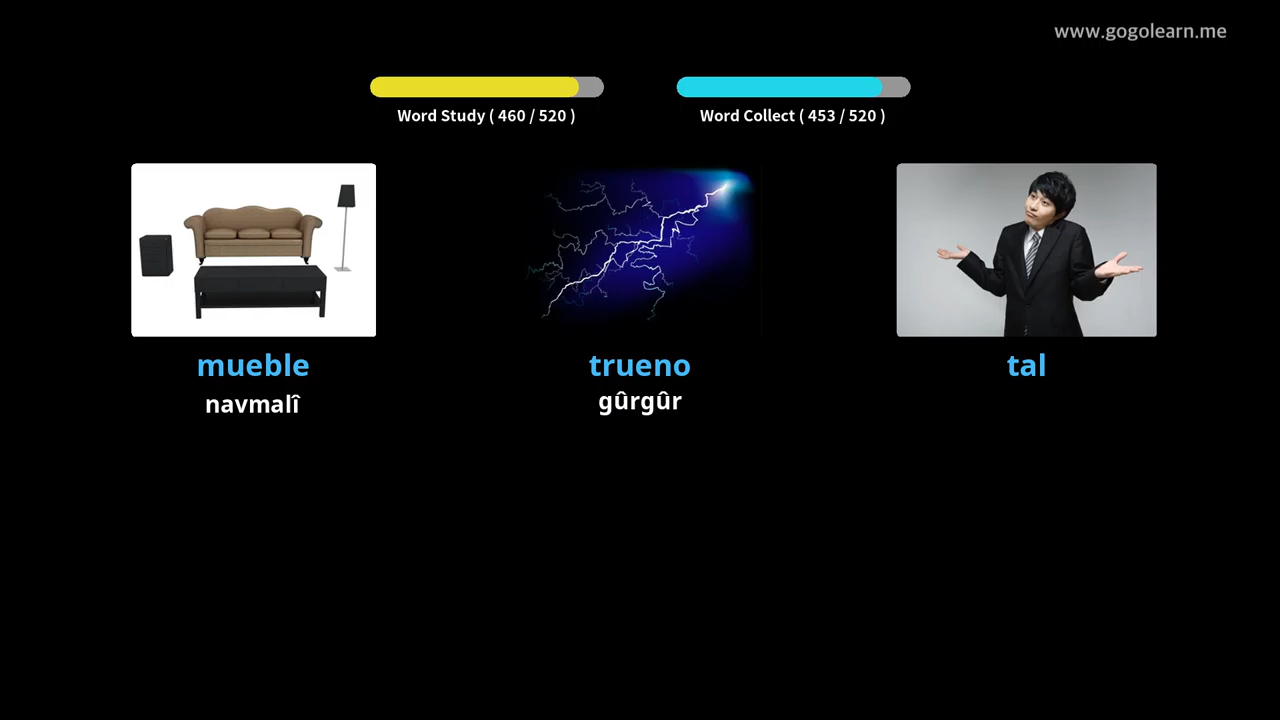 www.gogolearn.me
Word Study ( 460 / 520 )
Word Collect ( 453 / 520 )
mueble
trueno
tal
navmalî
gûrgûr